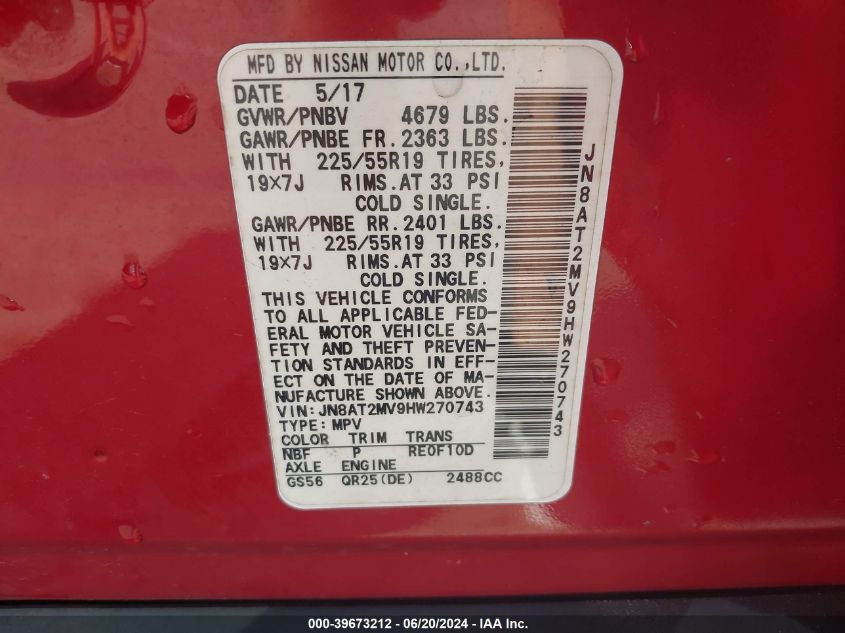 MFD BY NISSAN MOTOR CO.,LTD.
DATE 5/17
GVWR/PNBV 4679 LBS.
GAWR/PNBE FR. 2363 LBS.
WITH 225/55R19 TIRES,
19×7J RIMS.AT 33 PSI
COLD SINGLE.
GAWR/PNBE RR. 2401 LBS.
WITH 225/55R19 TIRES,
19×7J RIMS.AT 33 PSI
COLD SINGLE.
THIS VEHICLE CONFORMS
TO ALL APPLICABLE FED-
ERAL MOTOR VEHICLE SA-
FETY AND THEFT PREVEN-
TION STANDARDS IN EFF-
ECT ON THE DATE OF MA-
NUFACTURE SHOWN ABOVE.
VIN:JN8AT2MV9HW270743
TYPE:MPV
COLOR TRIM TRANS
NBF P RE0F10D
AXLE ENGINE
GS56 QR25(DE) 2488CC
JN8AT2MV9HW270743
000-39673212 - 06/20/2024 - IAA Inc.